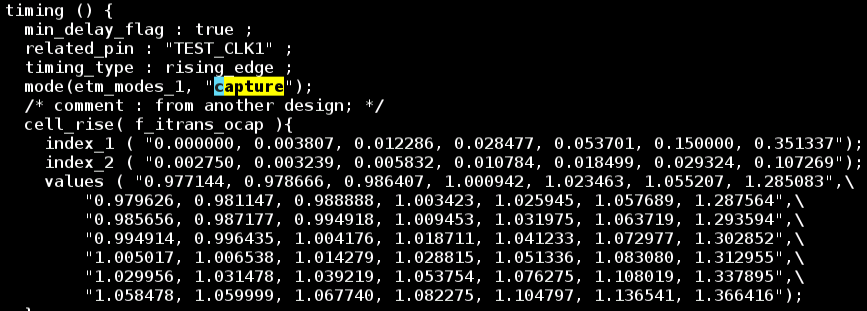 timing () {
min_delay_flag : true ;
related_pin : "TEST_CLK1" ;
timing_type : rising_edge ;
mode(etm_modes_1, "capture");
/* comment : from another design; */
cell_rise( f_itrans_ocap ){
index_1 ( "0.000000, 0.003807, 0.012286, 0.028477, 0.053701, 0.150000, 0.351337");
index_2 ( "0.002750, 0.003239, 0.005832, 0.010784, 0.018499, 0.029324, 0.107269");
values ( "0.977144, 0.978666, 0.986407, 1.000942, 1.023463, 1.055207, 1.285083",\
"0.979626, 0.981147, 0.988888, 1.003423, 1.025945, 1.057689, 1.287564",\
"0.985656, 0.987177, 0.994918, 1.009453, 1.031975, 1.063719, 1.293594",\
"0.994914, 0.996435, 1.004176, 1.018711, 1.041233, 1.072977, 1.302852",\
"1.005017, 1.006538, 1.014279, 1.028815, 1.051336, 1.083080, 1.312955",\
"1.029956, 1.031478, 1.039219, 1.053754, 1.076275, 1.108019, 1.337895",\
"1.058478, 1.059999, 1.067740, 1.082275, 1.104797, 1.136541, 1.366416");